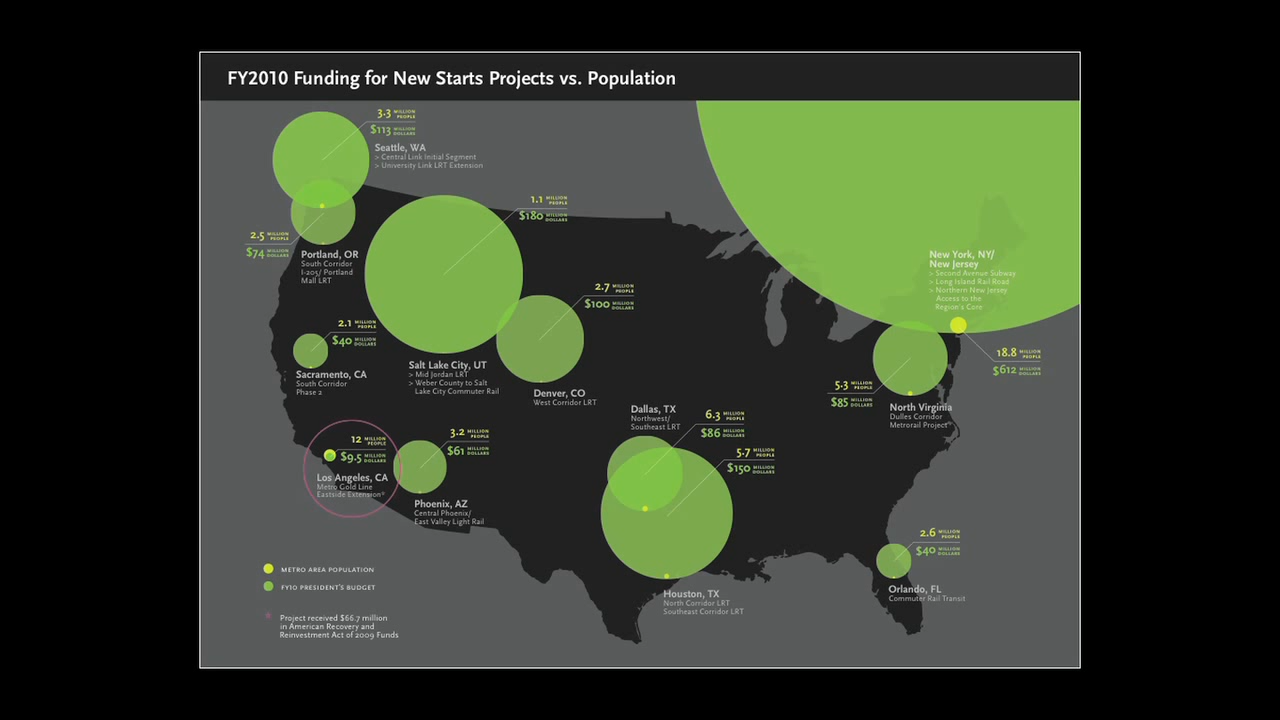 FY2010 Funding for New Starts Projects vs. Population
3.3 MILLION PEOPLE
$113 MILLION DOLLARS
Seattle, WA
> Central Link Initial Segment
> University Link LRT Extension
2.5 MILLION PEOPLE
$74 MILLION DOLLARS
Portland, OR
South Corridor
I-205/ Portland
Mall LRT
1.1 MILLION PEOPLE
$180 MILLION DOLLARS
Salt Lake City, UT
> Mid Jordan LRT
> Weber County to Salt
Lake City Commuter Rail
2.7 MILLION PEOPLE
$100 MILLION DOLLARS
Denver, CO
West Corridor LRT
2.1 MILLION PEOPLE
$40 MILLION DOLLARS
Sacramento, CA
South Corridor
Phase 2
New York, NY/
New Jersey
> Second Avenue Subway
> Long Island Rail Road
> Northern New Jersey
Access to the
Region's Core
18.8 MILLION PEOPLE
$612 MILLION DOLLARS
5.3 MILLION PEOPLE
$85 MILLION DOLLARS
North Virginia
Dulles Corridor
Metrorail Project*
12 MILLION PEOPLE
$9.5 MILLION DOLLARS
Los Angeles, CA
Metro Gold Line
Eastside Extension*
3.2 MILLION PEOPLE
$61 MILLION DOLLARS
Phoenix, AZ
Central Phoenix/
East Valley Light Rail
Dallas, TX
Northwest/
Southeast LRT
6.3 MILLION PEOPLE
$86 MILLION DOLLARS
5.7 MILLION PEOPLE
$150 MILLION DOLLARS
Houston, TX
North Corridor LRT
Southeast Corridor LRT
2.6 MILLION PEOPLE
$40 MILLION DOLLARS
Orlando, FL
Commuter Rail Transit
METRO AREA POPULATION
FY10 PRESIDENT'S BUDGET
* Project received $66.7 million
in American Recovery and
Reinvestment Act of 2009 Funds